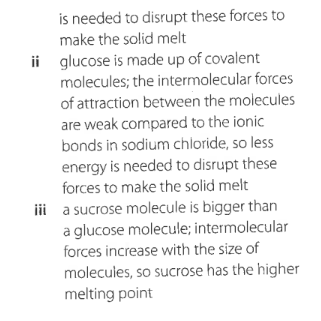 is needed to disrupt these forces to
make the solid melt
ii glucose is made up of covalent
molecules; the intermolecular forces
of attraction between the molecules
are weak compared to the ionic
bonds in sodium chloride, so less
energy is needed to disrupt these
forces to make the solid melt
iii a sucrose molecule is bigger than
a glucose molecule; intermolecular
forces increase with the size of
molecules, so sucrose has the higher
melting point